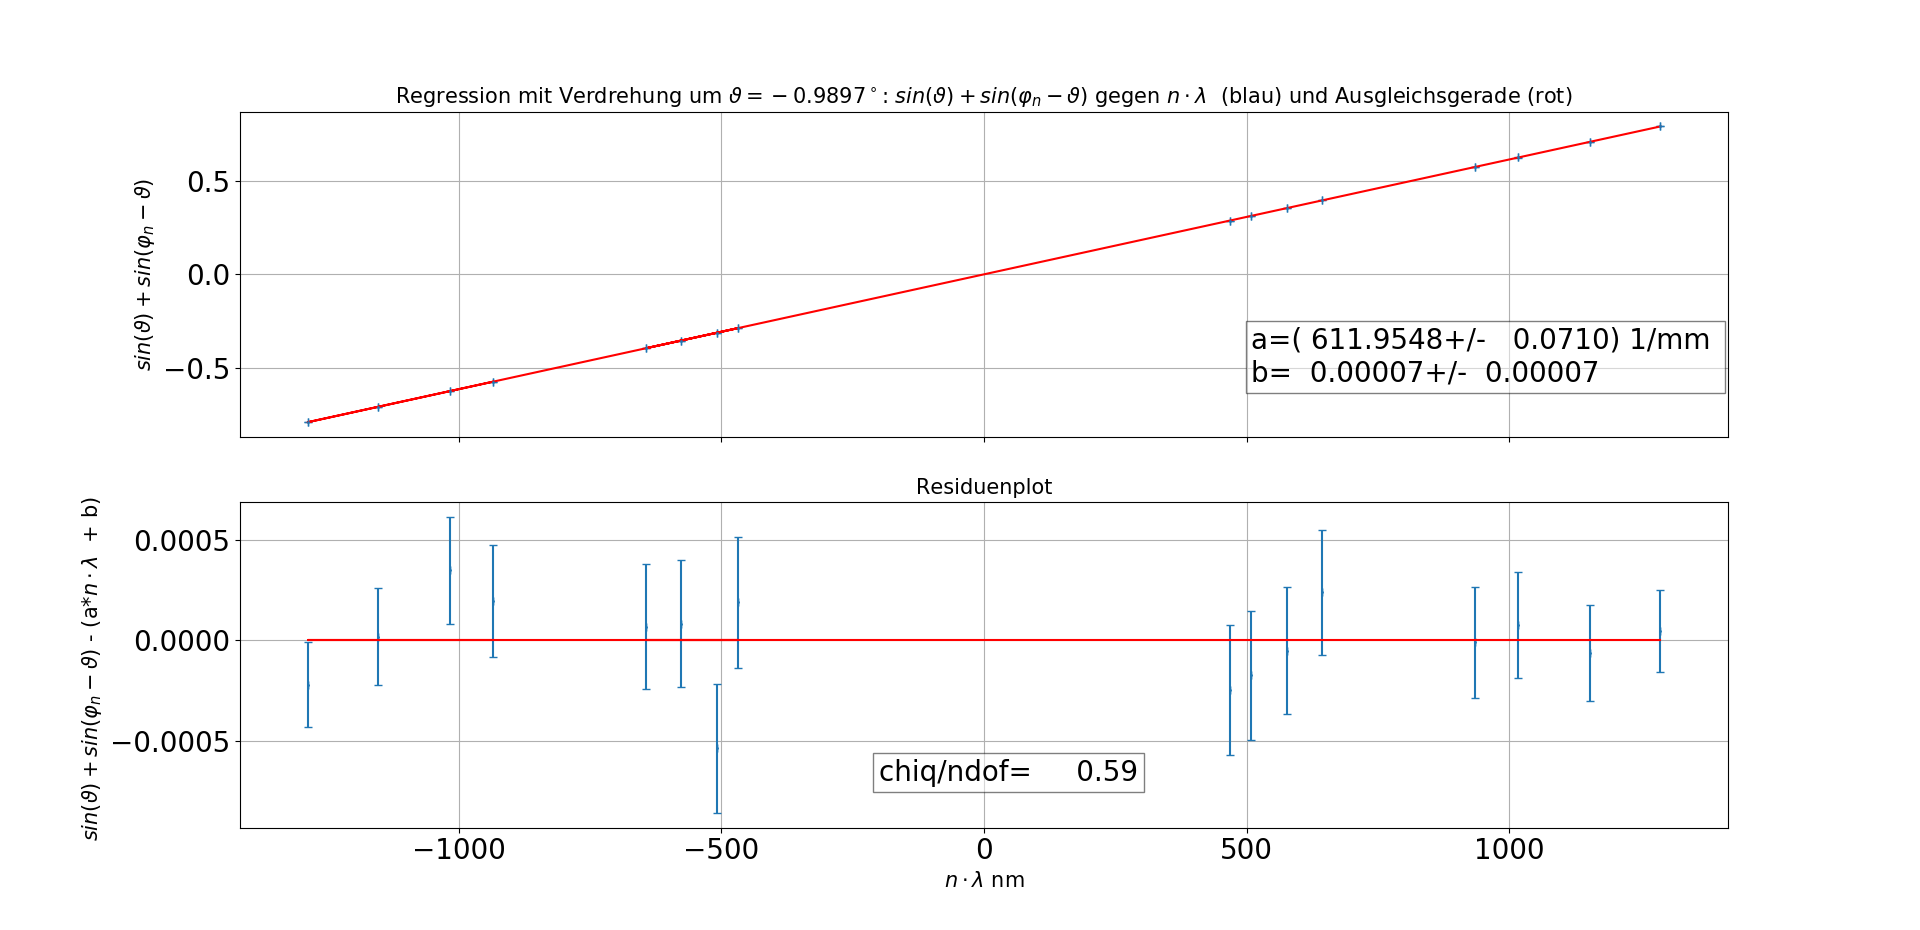 Regression mit Verdrehung um ϑ = −0.9897°: sin(ϑ) + sin(φₙ − ϑ) gegen n · λ (blau) und Ausgleichsgerade (rot)
sin(ϑ) + sin(φₙ − ϑ)
0.5
0.0
−0.5
a=( 611.9548+/- 0.0710) 1/mm
b= 0.00007+/- 0.00007
Residuenplot
sin(ϑ) + sin(φₙ − ϑ) - (a*n · λ + b)
0.0005
0.0000
−0.0005
chiq/ndof= 0.59
−1000 −500 0 500 1000
n · λ nm